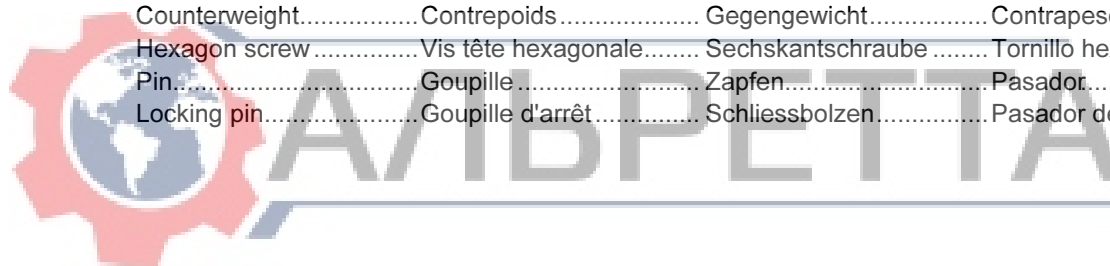 Counterweight................Contrepoids.................... Gegengewicht.................Contrapeso
Hexagon screw...............Vis tête hexagonale........ Sechskantschraube ........Tornillo he
Pin...................................Goupille.......................... Zapfen.............................Pasador...
Locking pin.....................Goupille d'arrêt............... Schliessbolzen................Pasador de
АЛЬРЕТТА